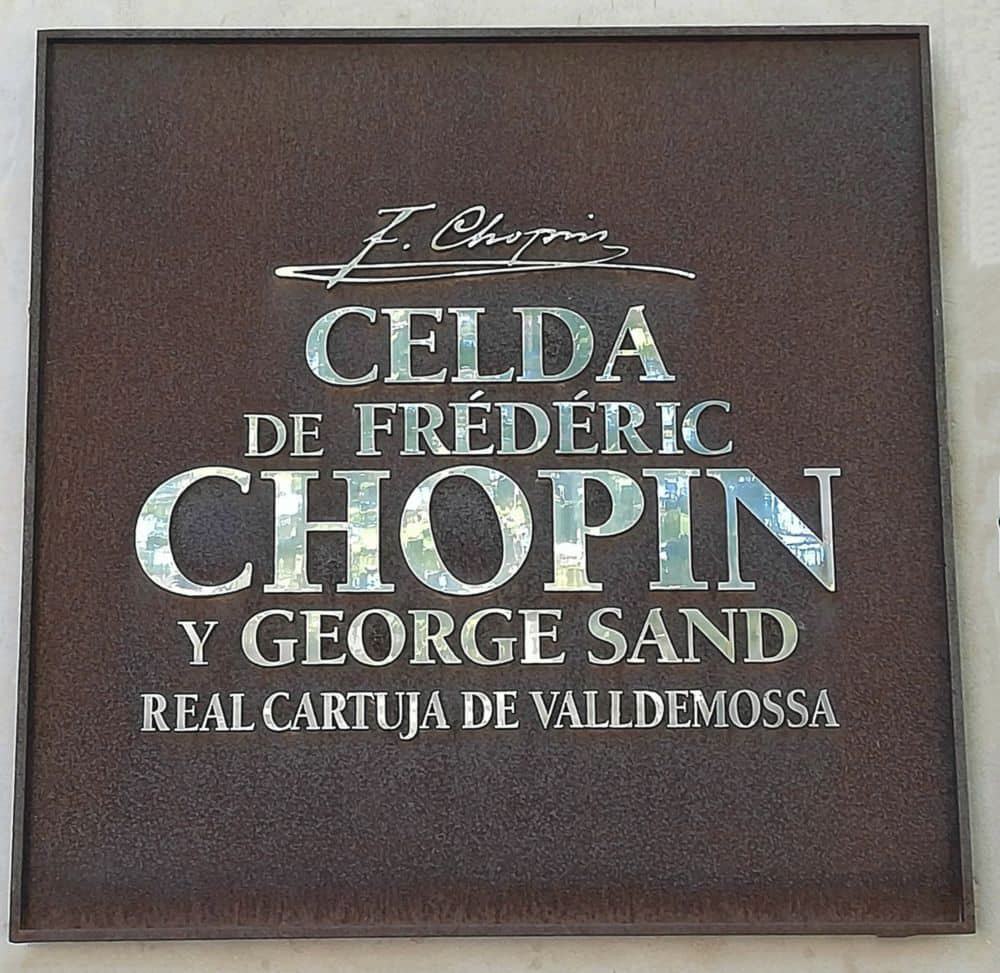 F. Chopin
CELDA
DE FRÉDÉRIC
CHOPIN
Y GEORGE SAND
REAL CARTUJA DE VALLDEMOSSA